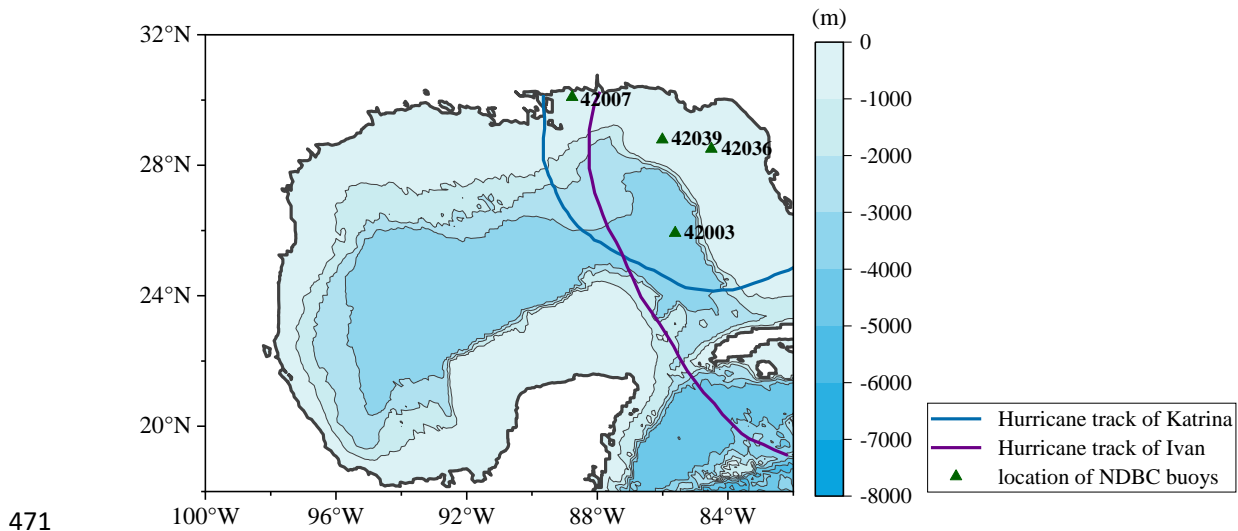 (m)
32°N
28°N
24°N
20°N
100°W
96°W
92°W
88°W
84°W
42007
42039
42036
42003
0
-1000
-2000
-3000
-4000
-5000
-6000
-7000
-8000
Hurricane track of Katrina
Hurricane track of Ivan
location of NDBC buoys
471